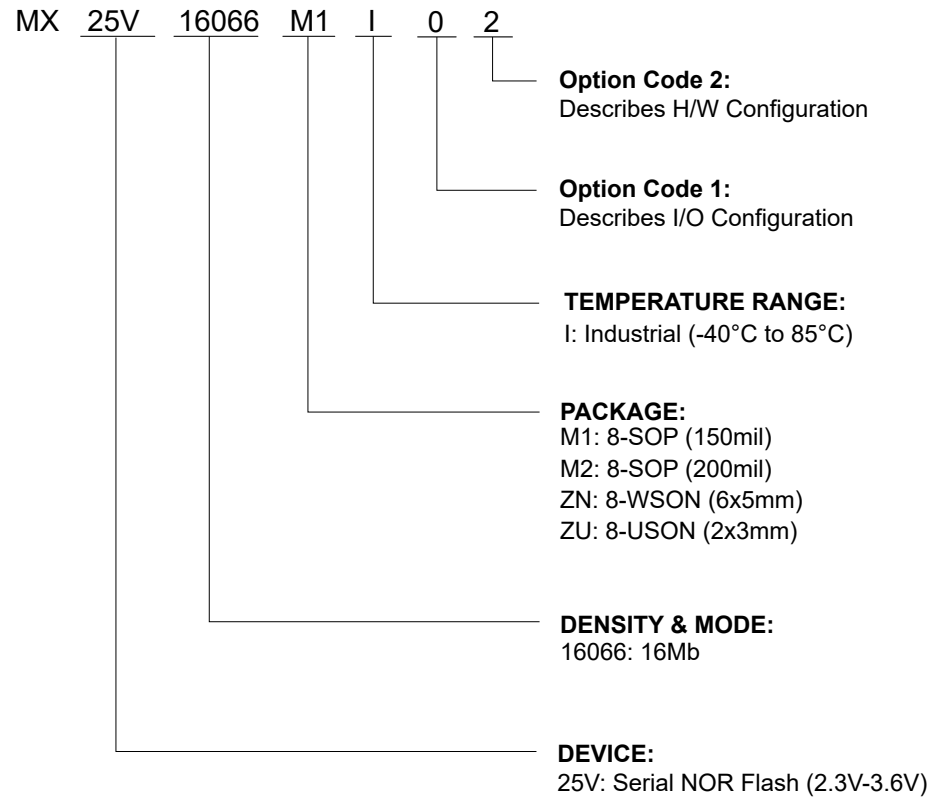 MX 25V 16066 M1 I 0 2
Option Code 2:
Describes H/W Configuration
Option Code 1:
Describes I/O Configuration
TEMPERATURE RANGE:
I: Industrial (-40°C to 85°C)
PACKAGE:
M1: 8-SOP (150mil)
M2: 8-SOP (200mil)
ZN: 8-WSON (6x5mm)
ZU: 8-USON (2x3mm)
DENSITY & MODE:
16066: 16Mb
DEVICE:
25V: Serial NOR Flash (2.3V-3.6V)